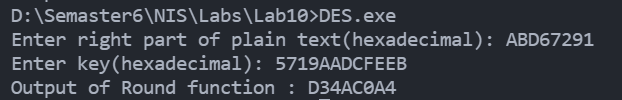 D:\Semaster6\NIS\Labs\Lab10>DES.exe
Enter right part of plain text(hexadecimal): ABD67291
Enter key(hexadecimal): 5719AADCFEEB
Output of Round function : D34AC0A4